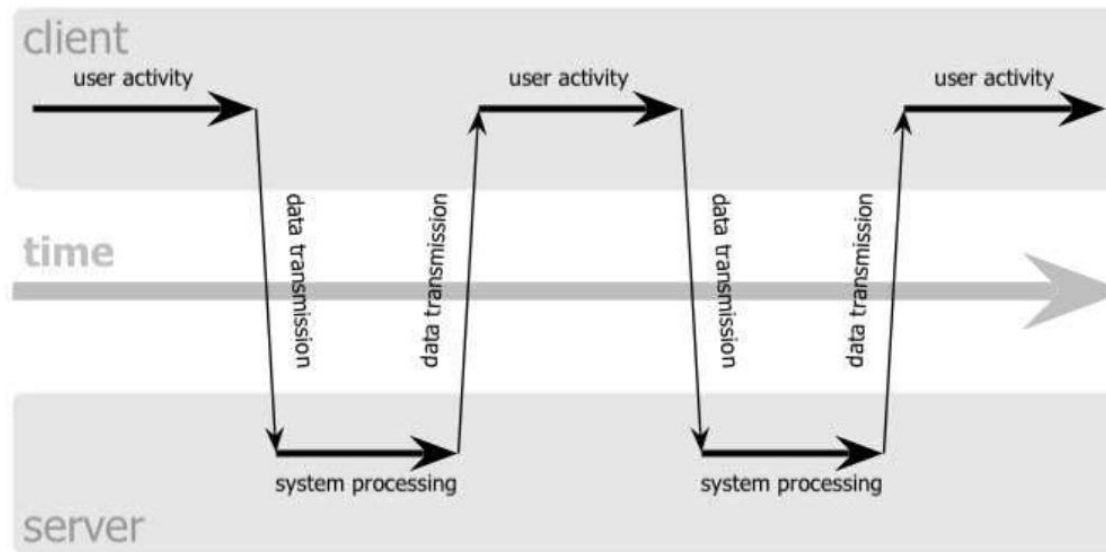 client
user activity
user activity
user activity
data transmission
data transmission
data transmission
data transmission
time
system processing
system processing
server